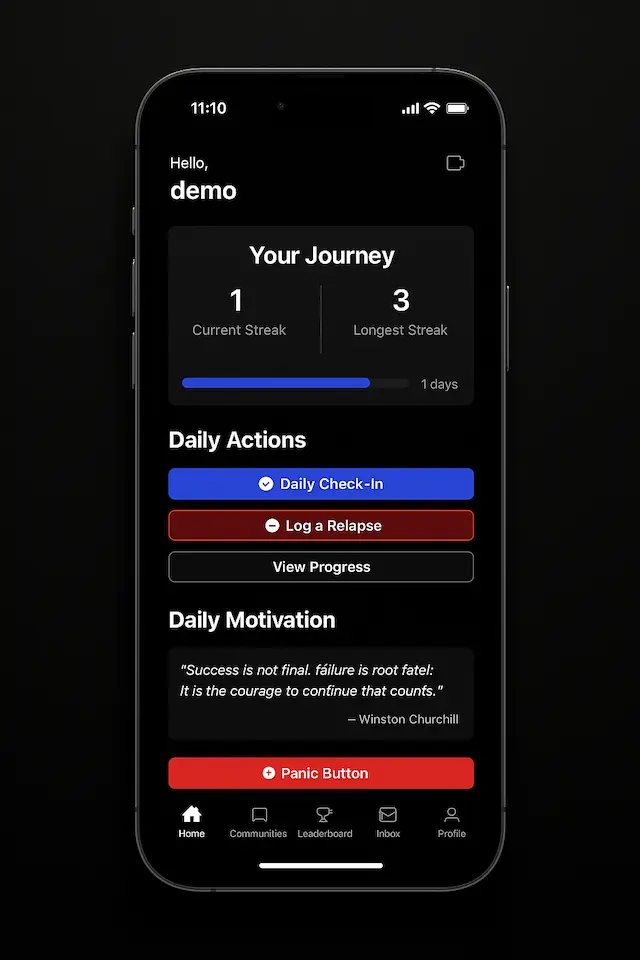 11:10
Hello,
demo
Your Journey
1
Current Streak
3
Longest Streak
1 days
Daily Actions
Daily Check-In
Log a Relapse
View Progress
Daily Motivation
"Success is not final. fáilure is root fatel:
It is the courage to confinue that counts."
– Winston Churchill
Panic Button
Home
Communities
Leaderboard
Inbox
Profile